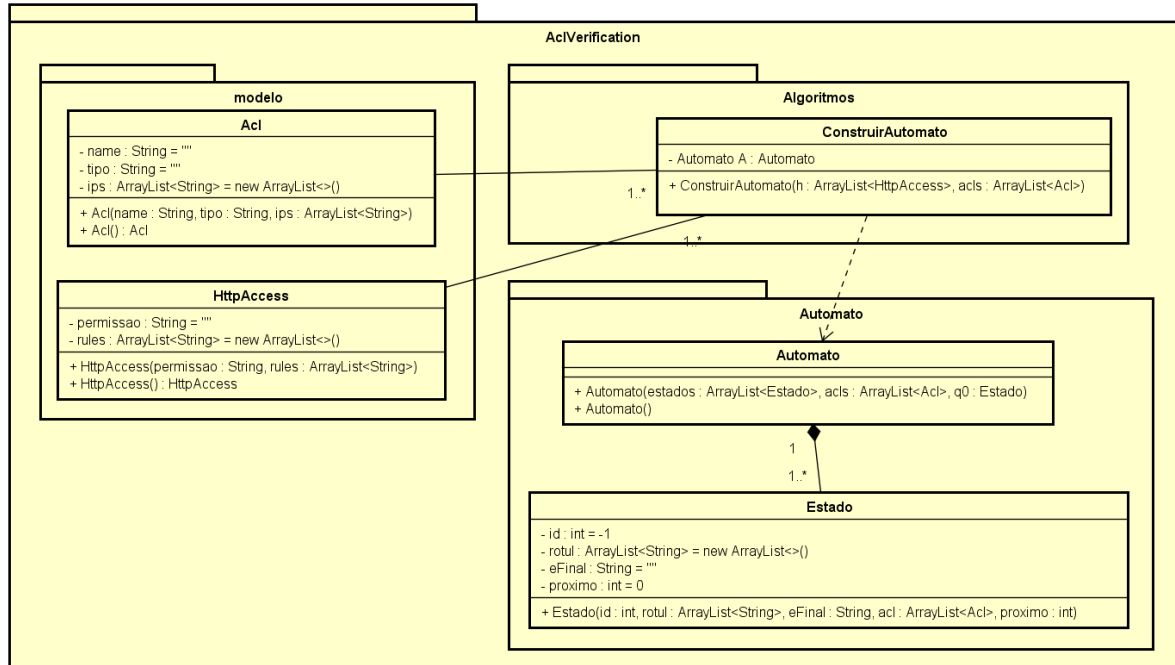 AclVerification
modelo
Acl
- name : String = ""
- tipo : String = ""
- ips : ArrayList<String> = new ArrayList<>()
+ Acl(name : String, tipo : String, ips : ArrayList<String>)
+ Acl() : Acl
HttpAccess
- permissao : String = ""
- rules : ArrayList<String> = new ArrayList<>()
+ HttpAccess(permissao : String, rules : ArrayList<String>)
+ HttpAccess() : HttpAccess
Algoritmos
ConstruirAutomato
- Automato A : Automato
+ ConstruirAutomato(h : ArrayList<HttpAccess>, acls : ArrayList<Acl>)
1..*
1..*
Automato
Automato
+ Automato(estados : ArrayList<Estado>, acls : ArrayList<Acl>, q0 : Estado)
+ Automato()
1
1..*
Estado
- id : int = -1
- rotul : ArrayList<String> = new ArrayList<>()
- eFinal : String = ""
- proximo : int = 0
+ Estado(id : int, rotul : ArrayList<String>, eFinal : String, acl : ArrayList<Acl>, proximo : int)